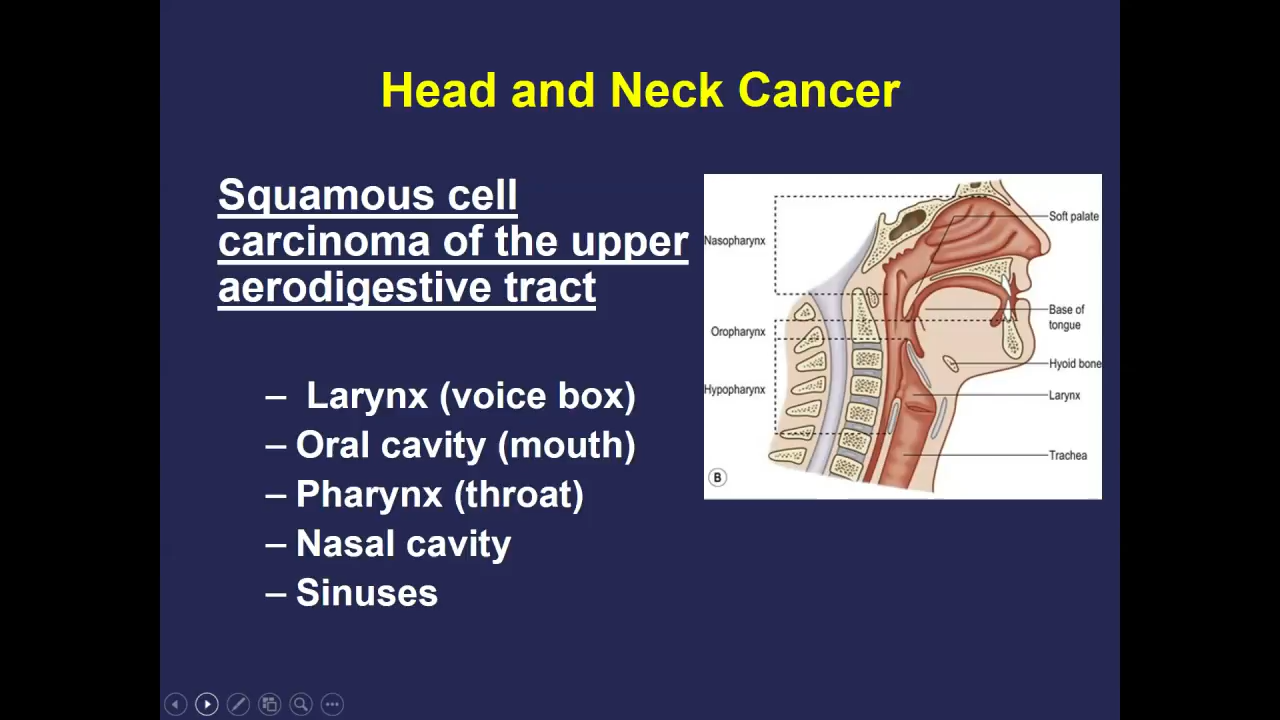 Head and Neck Cancer
Squamous cell
carcinoma of the upper
aerodigestive tract
– Larynx (voice box)
– Oral cavity (mouth)
– Pharynx (throat)
– Nasal cavity
– Sinuses
Nasopharynx
Oropharynx
Hypopharynx
Soft palate
Base of
tongue
Hyoid bone
Larynx
Trachea
B